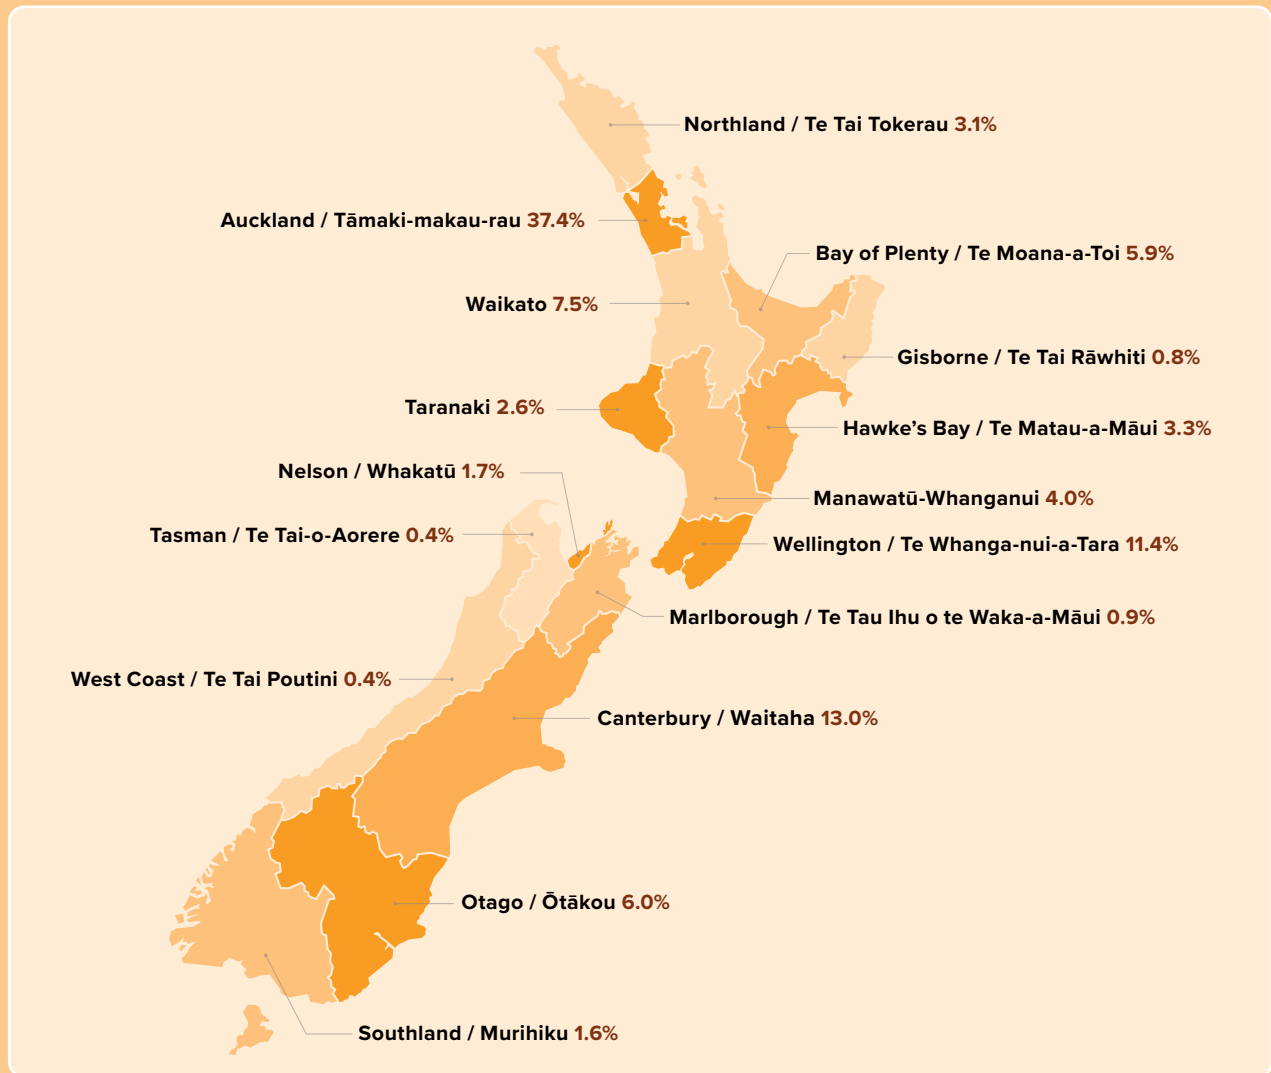 Northland / Te Tai Tokerau 3.1%
Auckland / Tāmaki-makau-rau 37.4%
Bay of Plenty / Te Moana-a-Toi 5.9%
Waikato 7.5%
Gisborne / Te Tai Rāwhiti 0.8%
Taranaki 2.6%
Hawke's Bay / Te Matau-a-Māui 3.3%
Nelson / Whakatū 1.7%
Manawatū-Whanganui 4.0%
Tasman / Te Tai-o-Aorere 0.4%
Wellington / Te Whanga-nui-a-Tara 11.4%
Marlborough / Te Tau Ihu o te Waka-a-Māui 0.9%
West Coast / Te Tai Poutini 0.4%
Canterbury / Waitaha 13.0%
Otago / Ōtākou 6.0%
Southland / Murihiku 1.6%